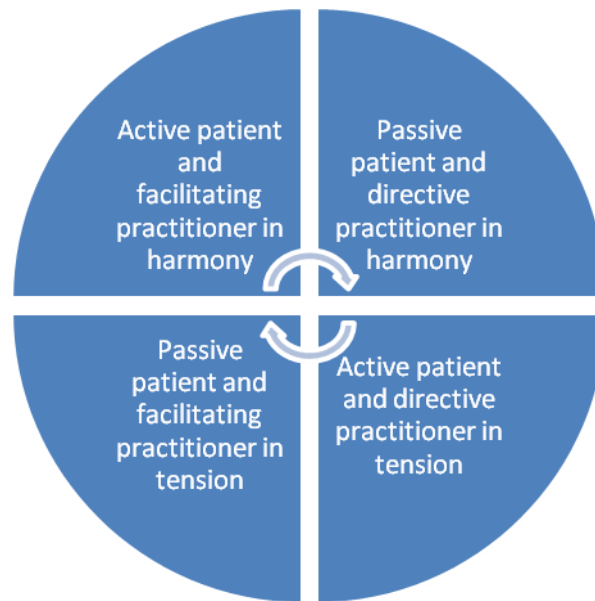 Active patient
and
facilitating
practitioner in
harmony
Passive
patient and
directive
practitioner in
harmony
Passive
patient and
facilitating
practitioner in
tension
Active patient
and directive
practitioner in
tension